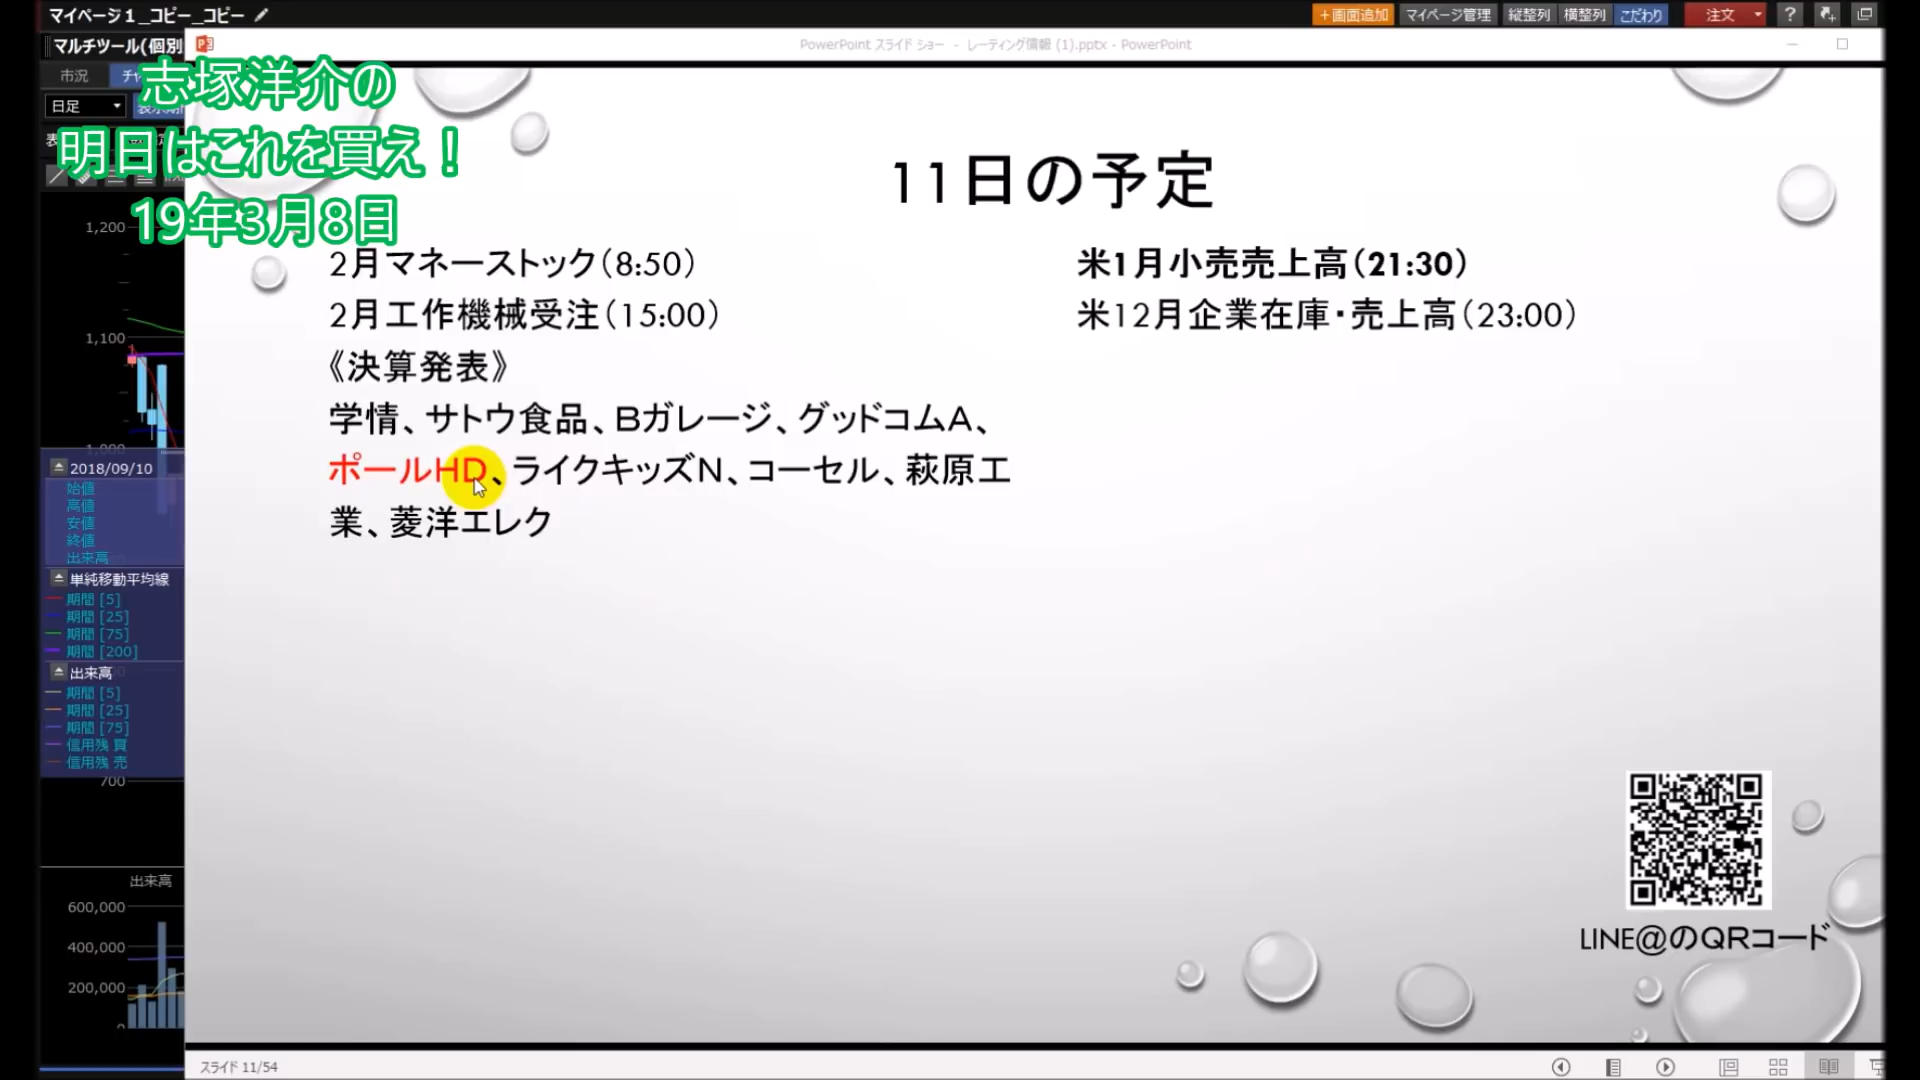 マイページ１_コピー_コピー
+画面追加 マイページ管理 縦整列 横整列 こだわり 注文 ?
マルチツール(個別
PowerPoint スライド ショー - レーティング情報 (1).pptx - PowerPoint
市況
志塚洋介の
明日はこれを買え！
19年3月8日
日足
11日の予定
2月マネーストック（8:50）
2月工作機械受注（15:00）
《決算発表》
学情、サトウ食品、Ｂガレージ、グッドコムＡ、
ポールＨＤ、ライクキッズＮ、コーセル、萩原工
業、菱洋エレク
米1月小売売上高（21:30）
米12月企業在庫・売上高（23:00）
1,200
1,100
1,000
2018/09/10
始値
高値
安値
終値
出来高
単純移動平均線
期間 [5]
期間 [25]
期間 [75]
期間 [200]
出来高
期間 [5]
期間 [25]
期間 [75]
信用残 買
信用残 売
700
出来高
600,000
400,000
200,000
0
LINE@のQRコード
スライド 11/54